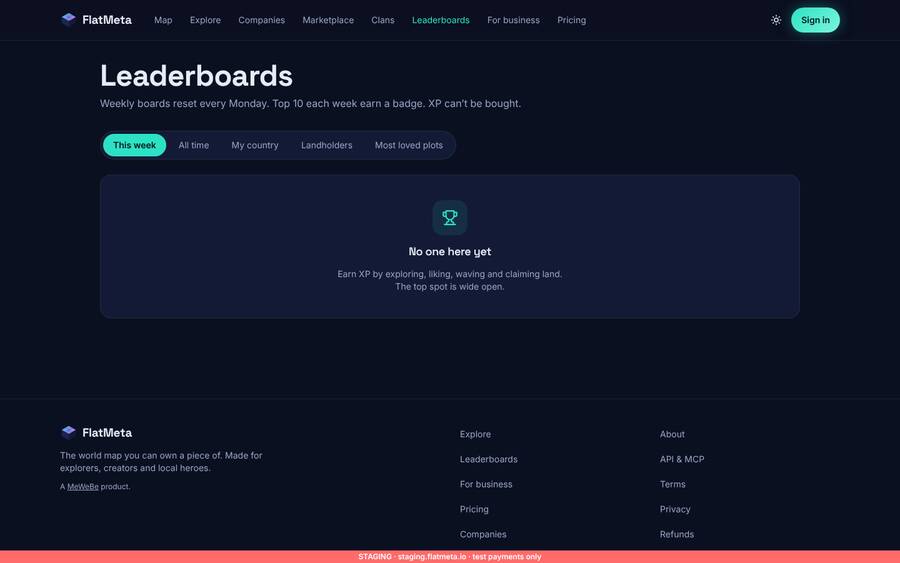 FlatMeta
Map
Explore
Companies
Marketplace
Clans
Leaderboards
For business
Pricing
Sign in
Leaderboards
Weekly boards reset every Monday. Top 10 each week earn a badge. XP can't be bought.
This week
All time
My country
Landholders
Most loved plots
No one here yet
Earn XP by exploring, liking, waving and claiming land.
The top spot is wide open.
FlatMeta
The world map you can own a piece of. Made for
explorers, creators and local heroes.
A MeWeBe product.
Explore
Leaderboards
For business
Pricing
Companies
About
API & MCP
Terms
Privacy
Refunds
STAGING · staging.flatmeta.io · test payments only